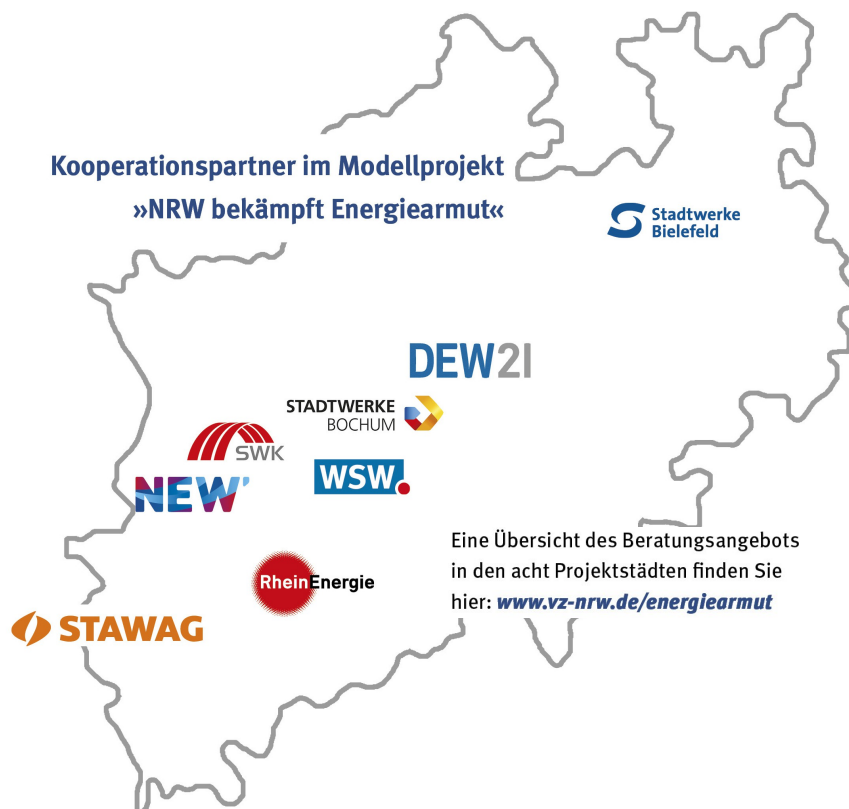 Kooperationspartner im Modellprojekt
»NRW bekämpft Energiearmut«
Stadtwerke
Bielefeld
DEW21
STADTWERKE
BOCHUM
SWK
NEW'
WSW.
RheinEnergie
STAWAG
Eine Übersicht des Beratungsangebots
in den acht Projektstädten finden Sie
hier: www.vz-nrw.de/energiearmut